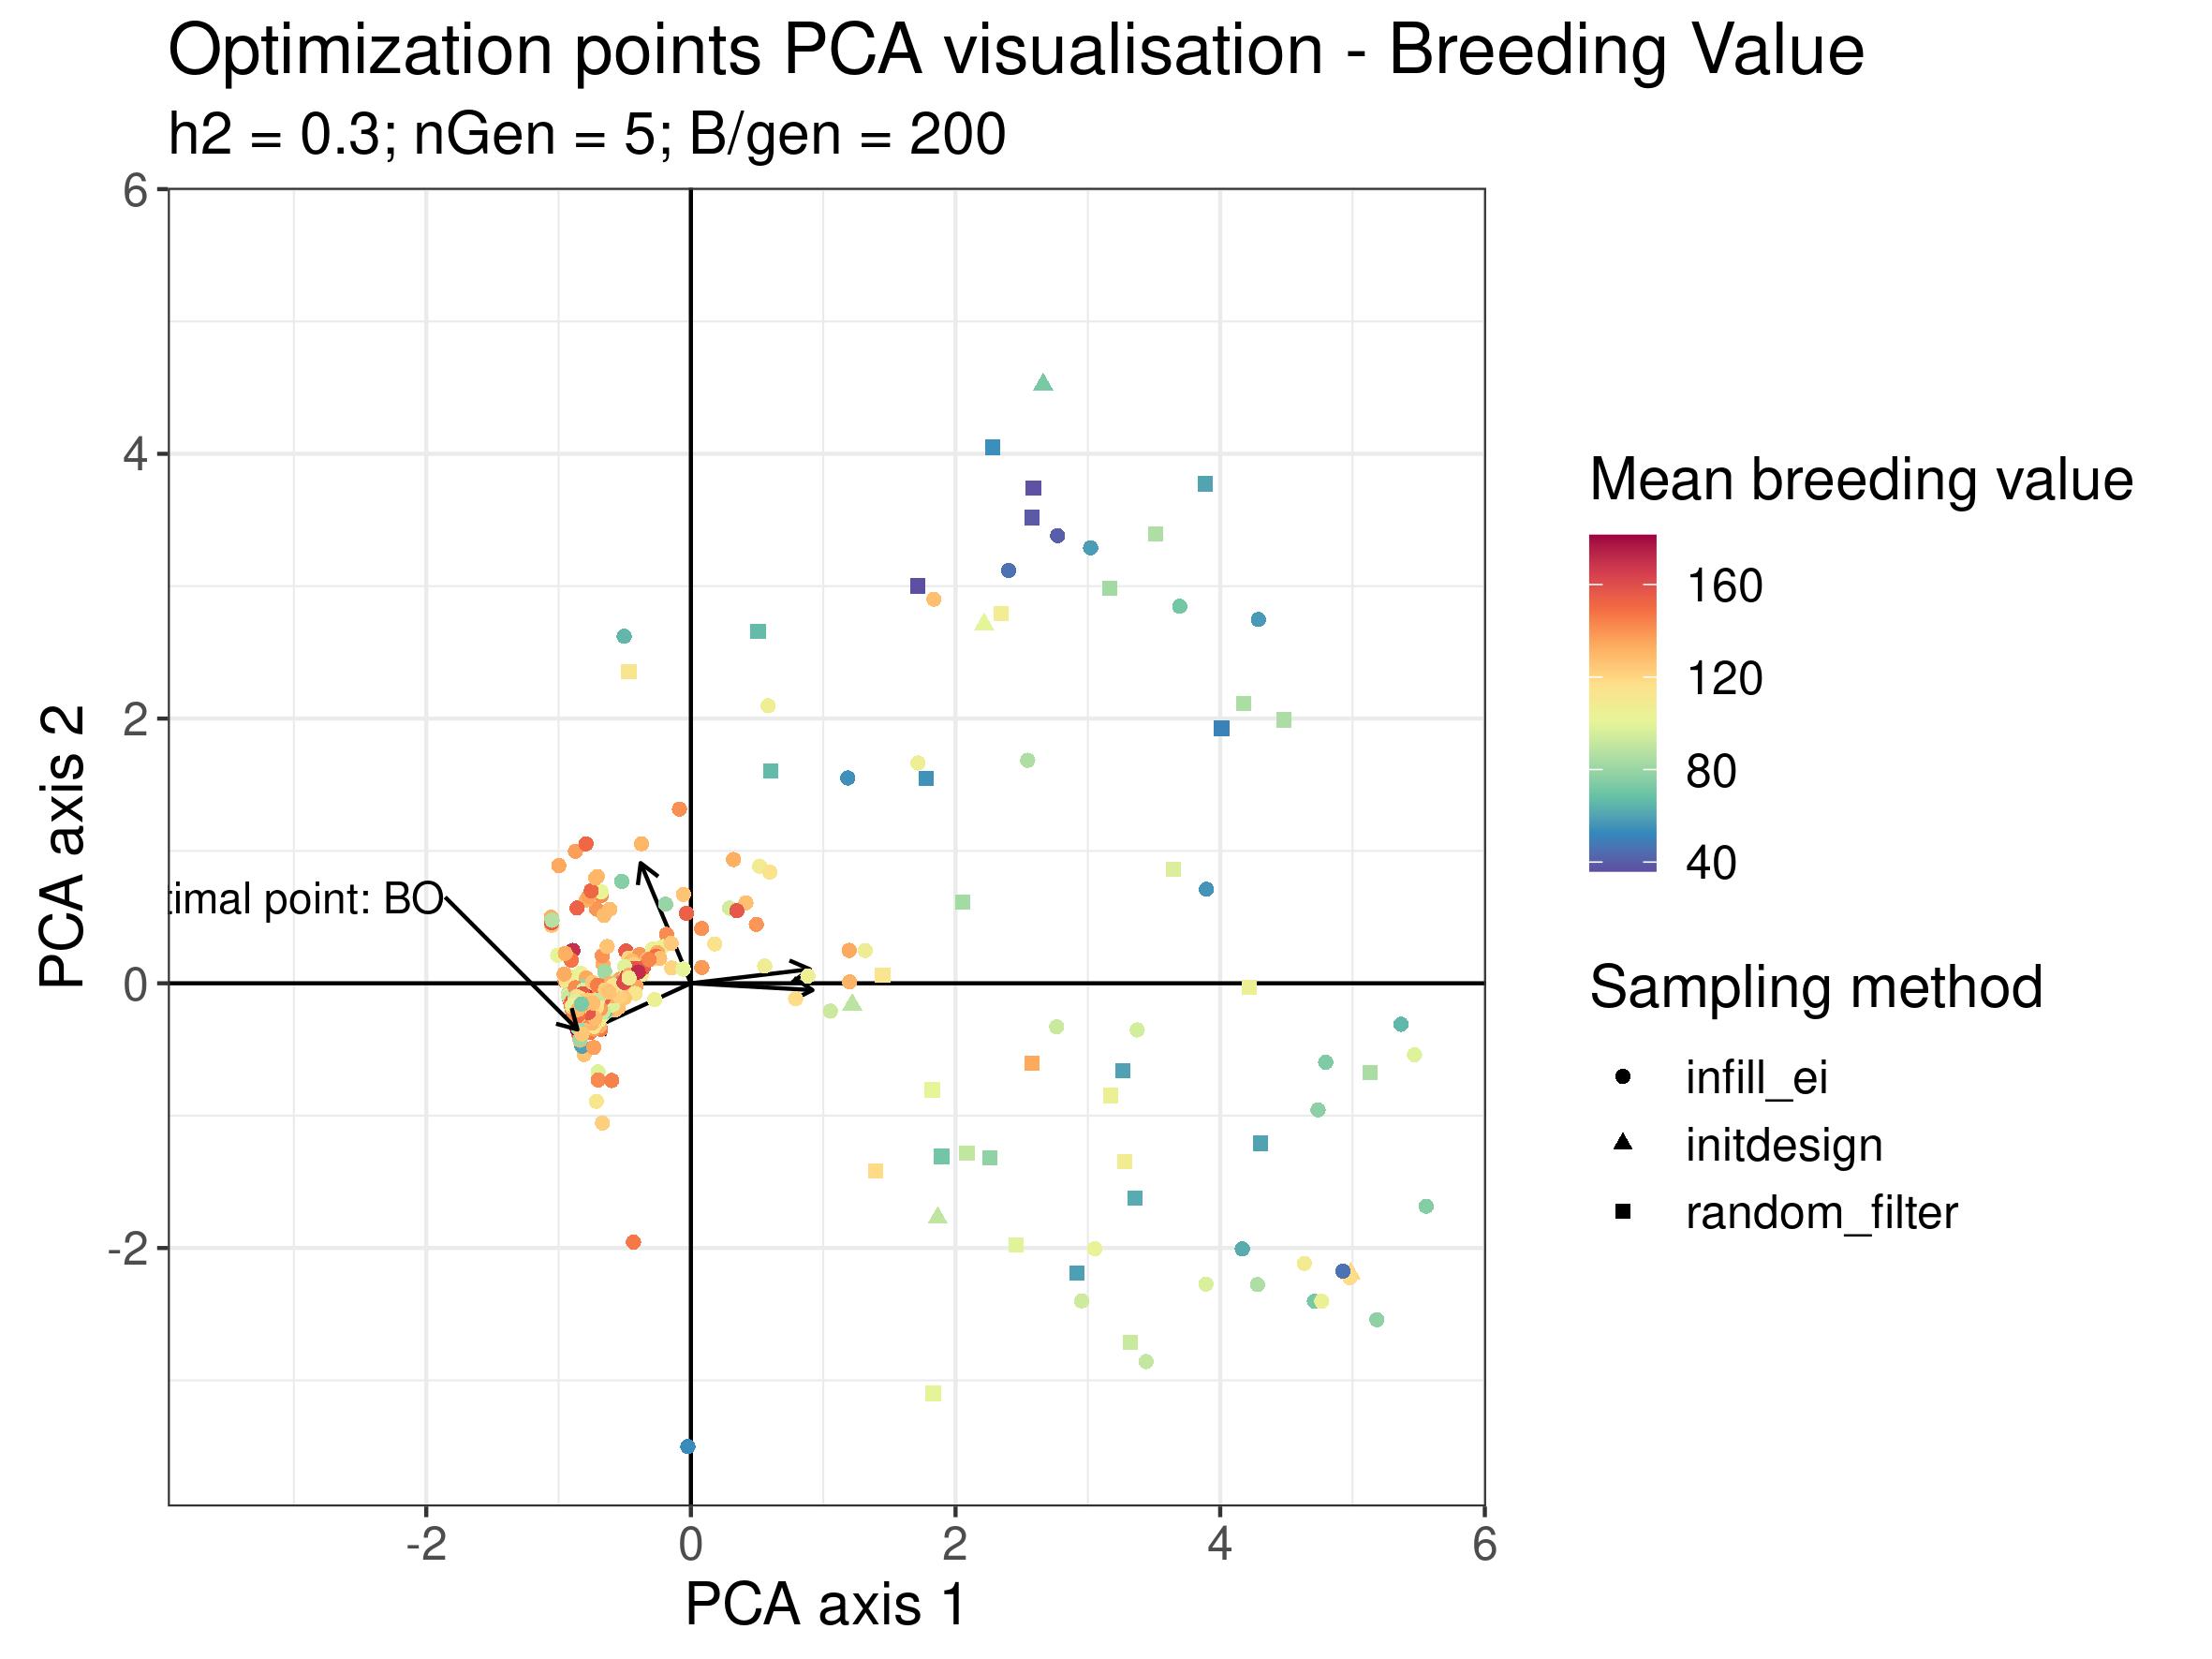 Optimization points PCA visualisation - Breeding Value
h2 = 0.3; nGen = 5; B/gen = 200
6
4
2
0
-2
PCA axis 2
point: BO
-2
0
2
4
6
PCA axis 1
Mean breeding value
160
120
80
40
Sampling method
infill_ei
initdesign
random_filter